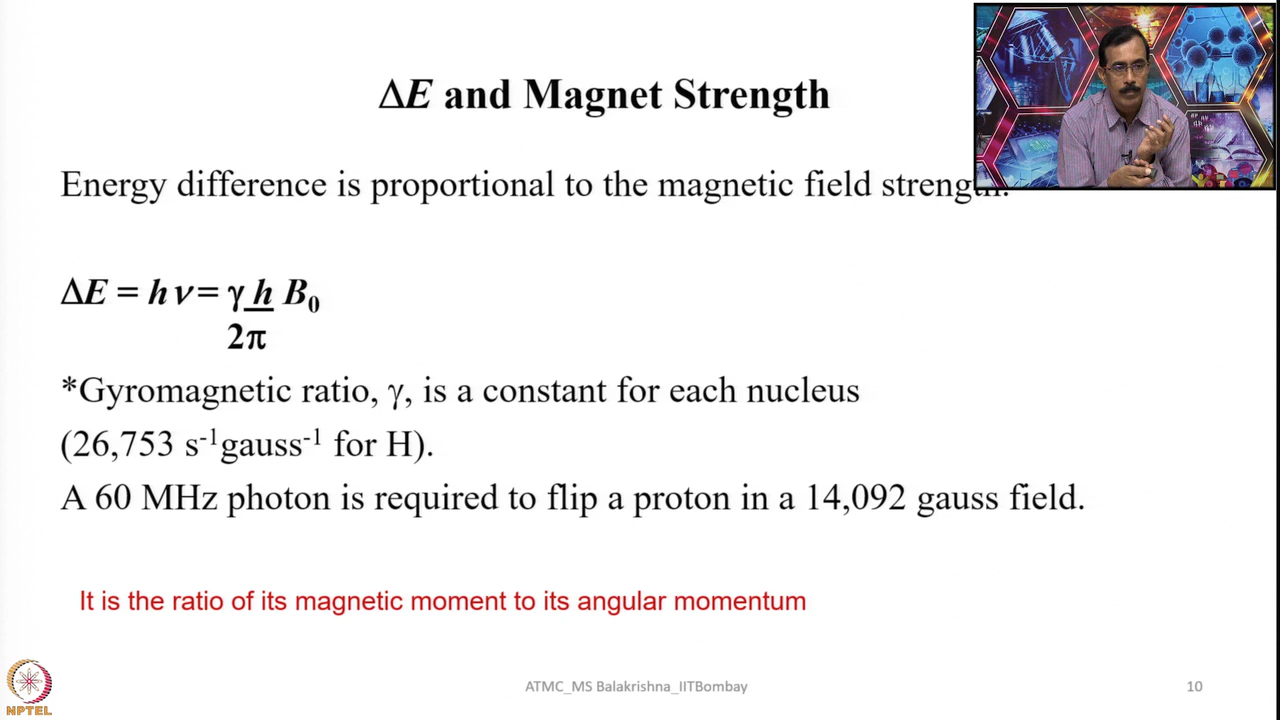 ΔE and Magnet Strength
Energy difference is proportional to the magnetic field strength.
ΔE = h ν = γ h B₀
2π
*Gyromagnetic ratio, γ, is a constant for each nucleus
(26,753 s⁻¹gauss⁻¹ for H).
A 60 MHz photon is required to flip a proton in a 14,092 gauss field.
It is the ratio of its magnetic moment to its angular momentum
NPTEL
ATMC_MS Balakrishna_IITBombay
10